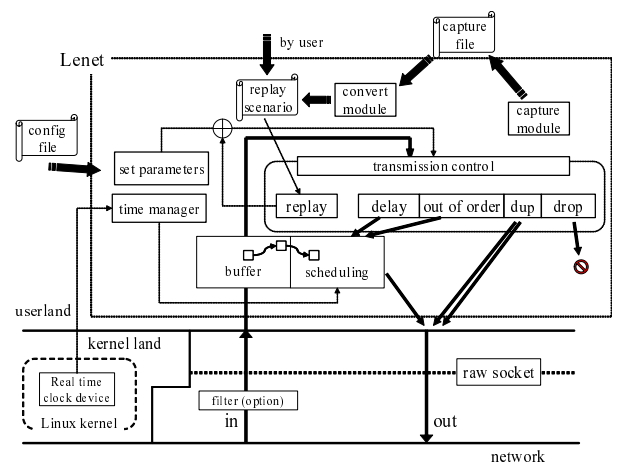 capture
file
by user
Lenet
replay
scenario
convert
module
capture
module
config
file
set parameters
transmission control
time manager
replay
delay
out of order
dup
drop
buffer
scheduling
userland
kernel land
Real time
clock device
Linux kernel
filter (option)
raw socket
in
out
network